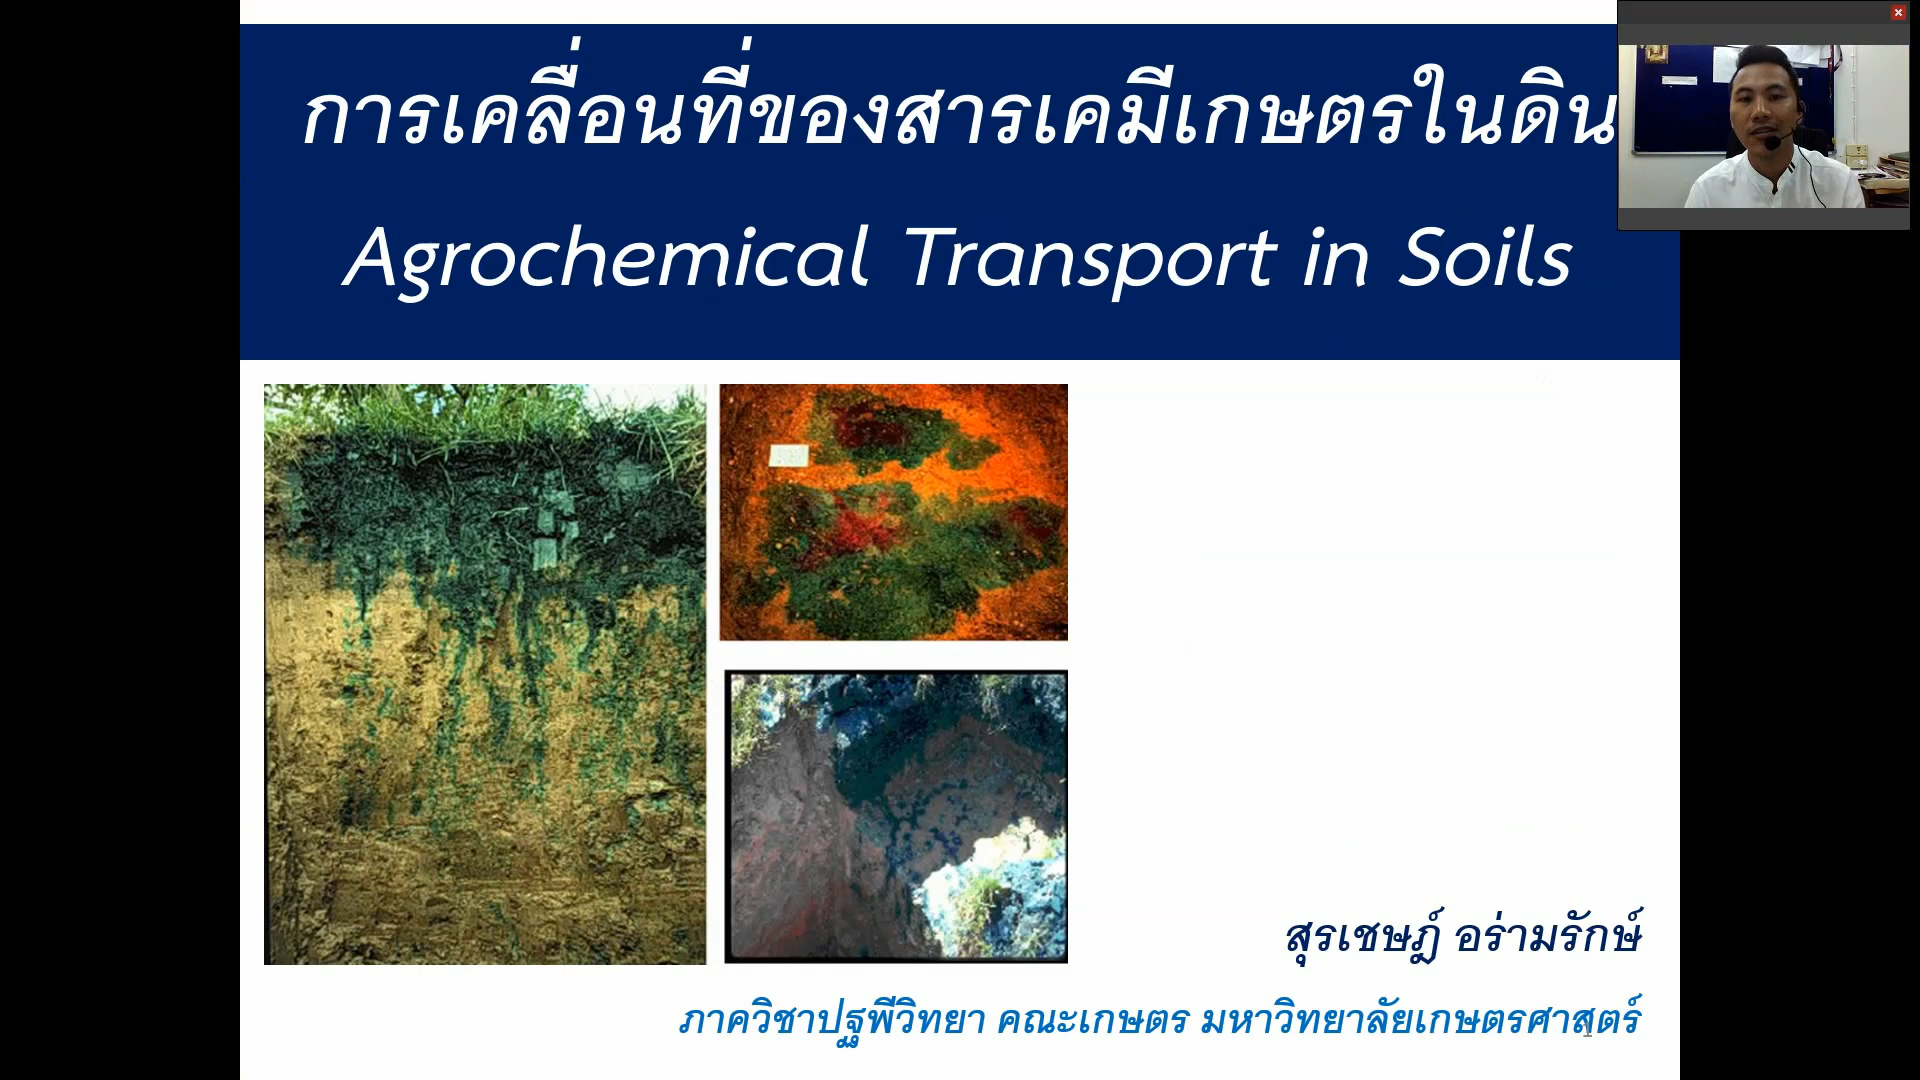 การเคลื่อนที่ของสารเคมีเกษตรในดิน
Agrochemical Transport in Soils
สุรเชษฎ์ อร่ามรักษ์
ภาควิชาปฐพีวิทยา คณะเกษตร มหาวิทยาลัยเกษตรศาสตร์
1